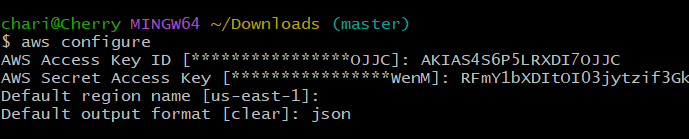 chari@Cherry MINGW64 ~/Downloads (master)
$ aws configure
AWS Access Key ID [****************OJJC]: AKIAS4S6P5LRXDI7OJJC
AWS Secret Access Key [****************WenM]: RFmY1bXDItOI03jytzif3Gk
Default region name [us-east-1]:
Default output format [clear]: json